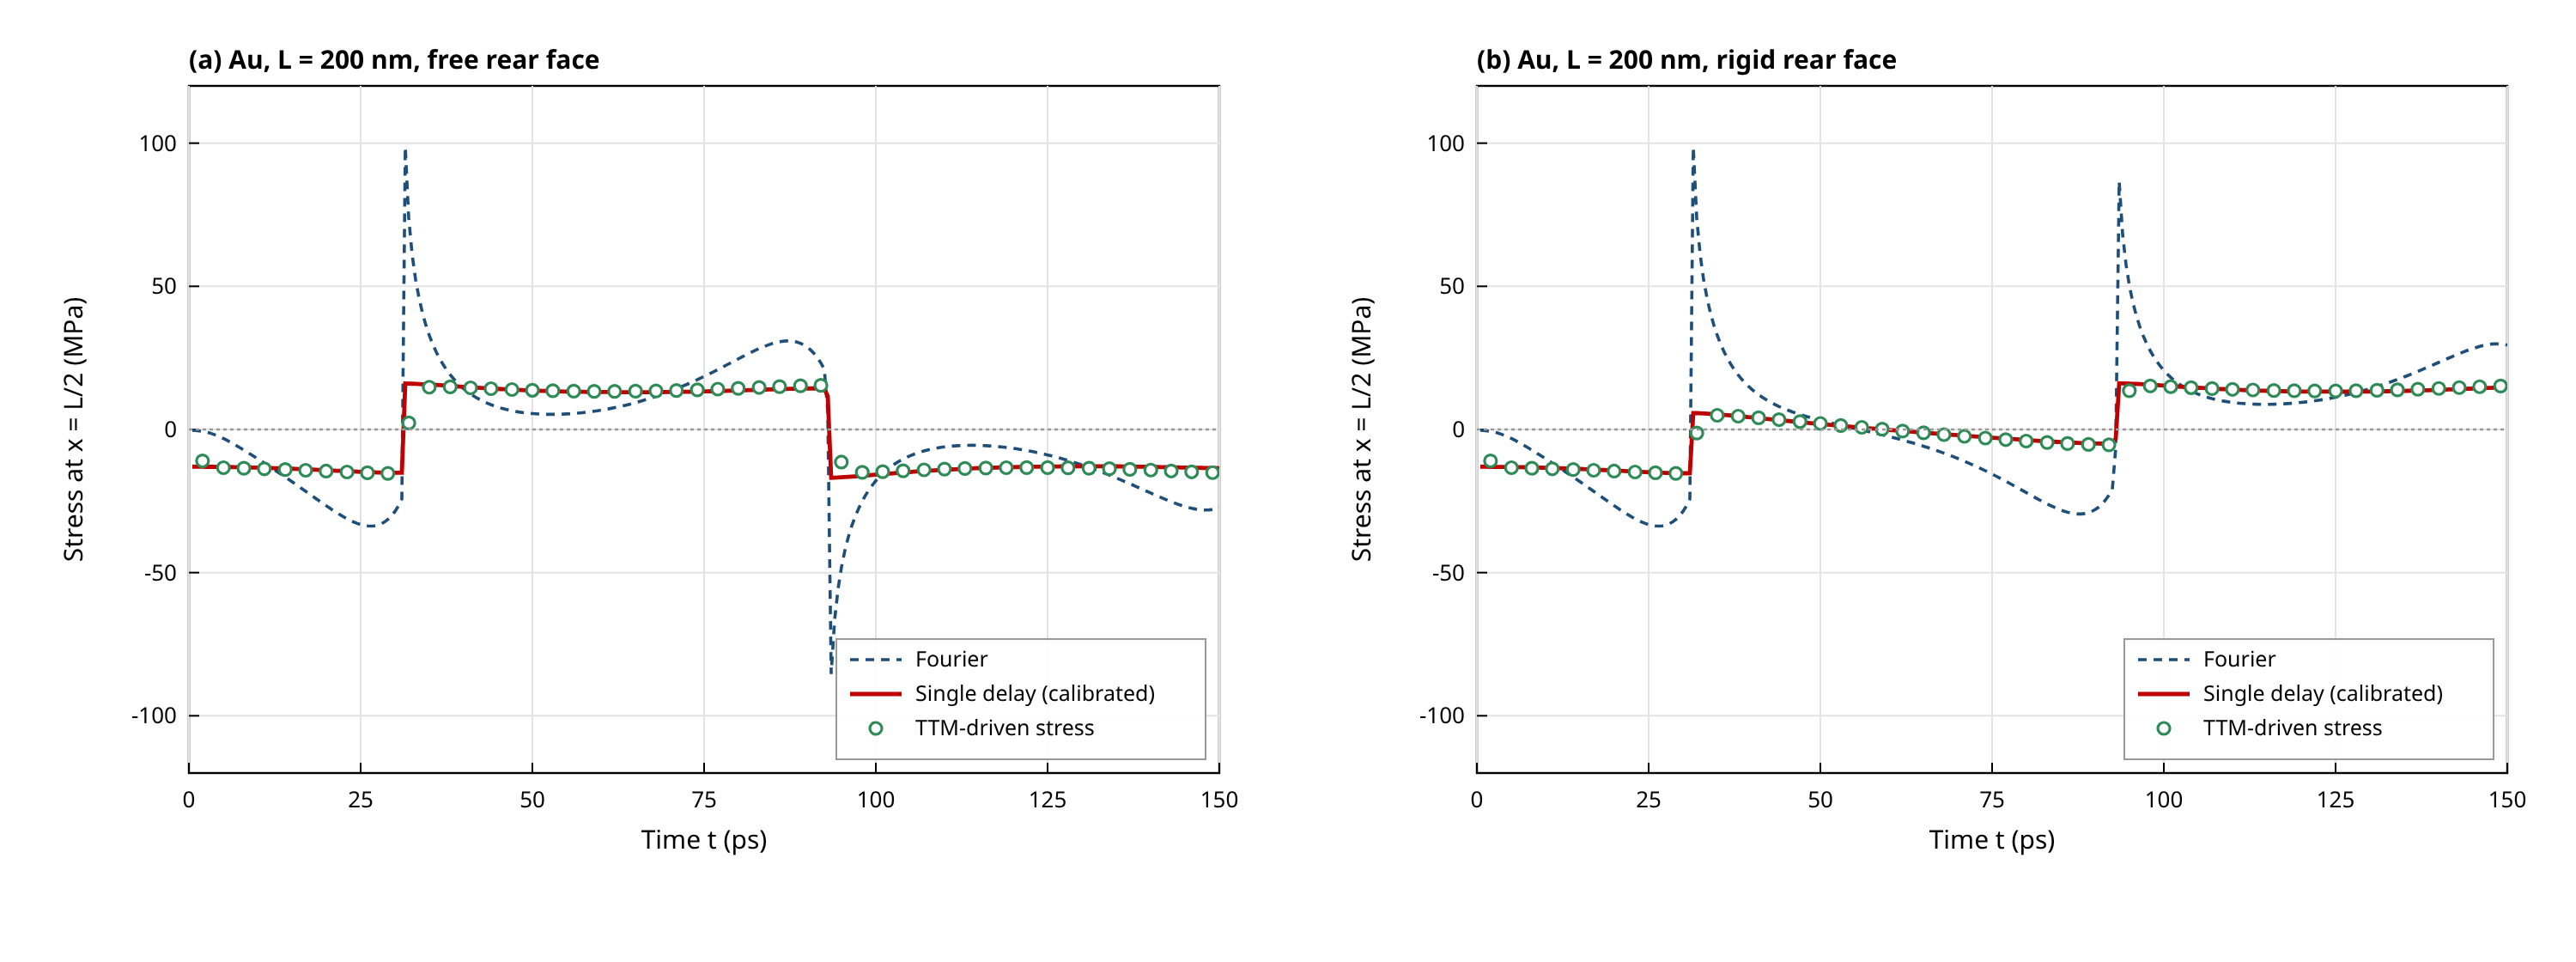 (a) Au, L = 200 nm, free rear face
Stress at x = L/2 (MPa)
100
50
0
-50
-100
0 25 50 75 100 125 150
Time t (ps)
Fourier
Single delay (calibrated)
TTM-driven stress
(b) Au, L = 200 nm, rigid rear face
Stress at x = L/2 (MPa)
100
50
0
-50
-100
0 25 50 75 100 125 150
Time t (ps)
Fourier
Single delay (calibrated)
TTM-driven stress